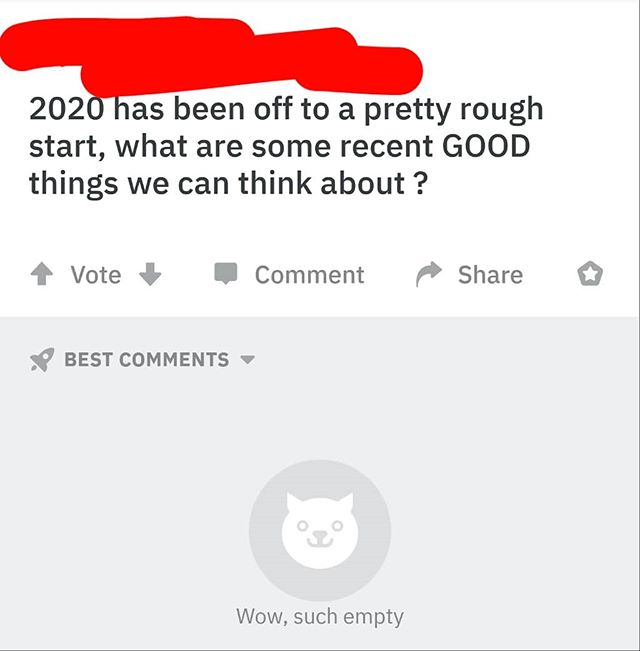 2020 has been off to a pretty rough
start, what are some recent GOOD
things we can think about ?
Vote Comment Share
BEST COMMENTS
Wow, such empty